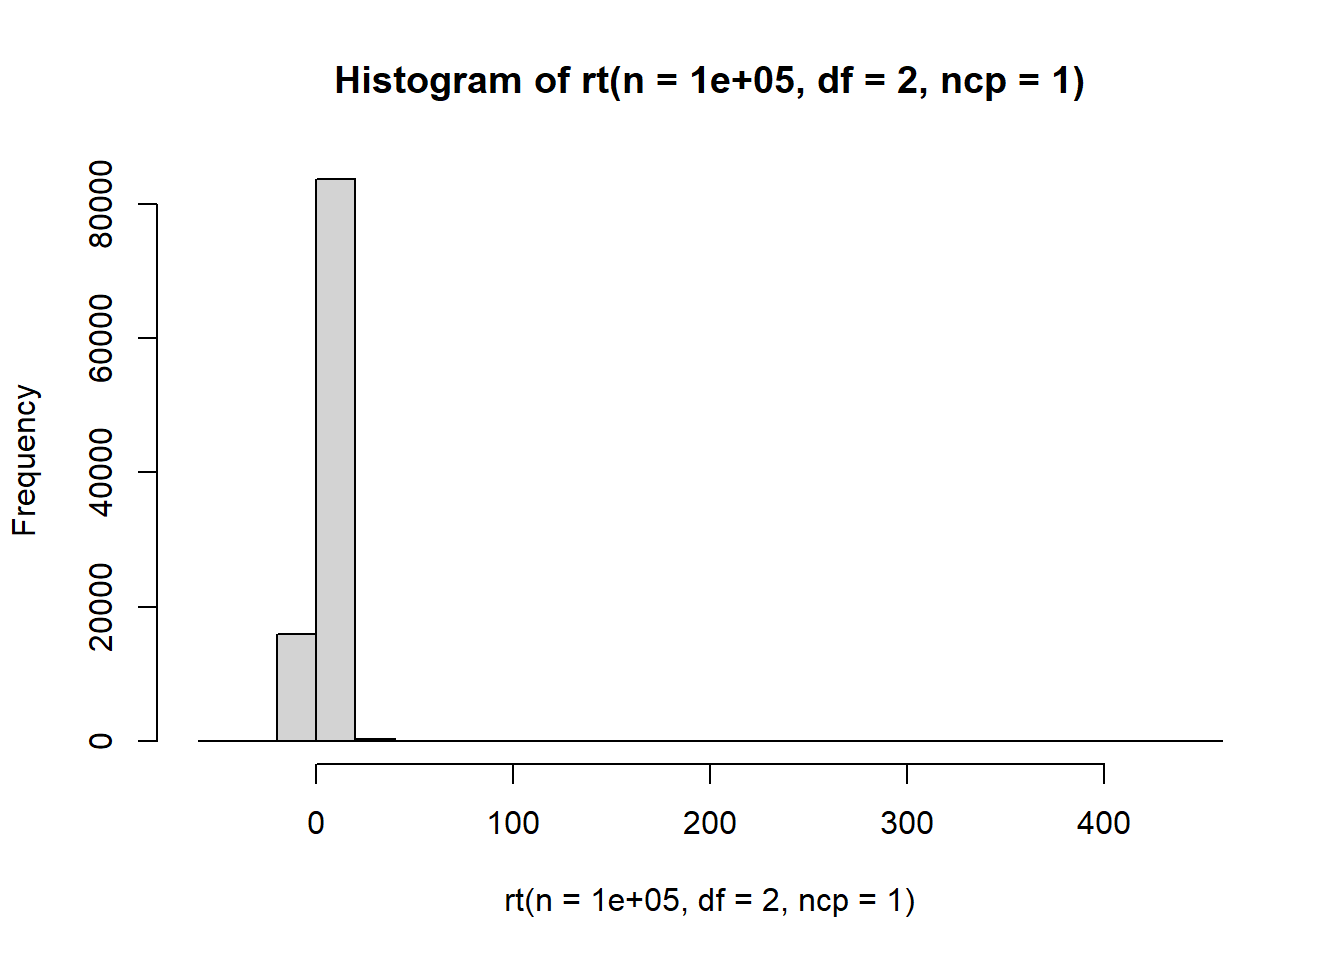 Histogram of rt(n = 1e+05, df = 2, ncp = 1)
Frequency
80000
60000
40000
20000
0
0 100 200 300 400
rt(n = 1e+05, df = 2, ncp = 1)